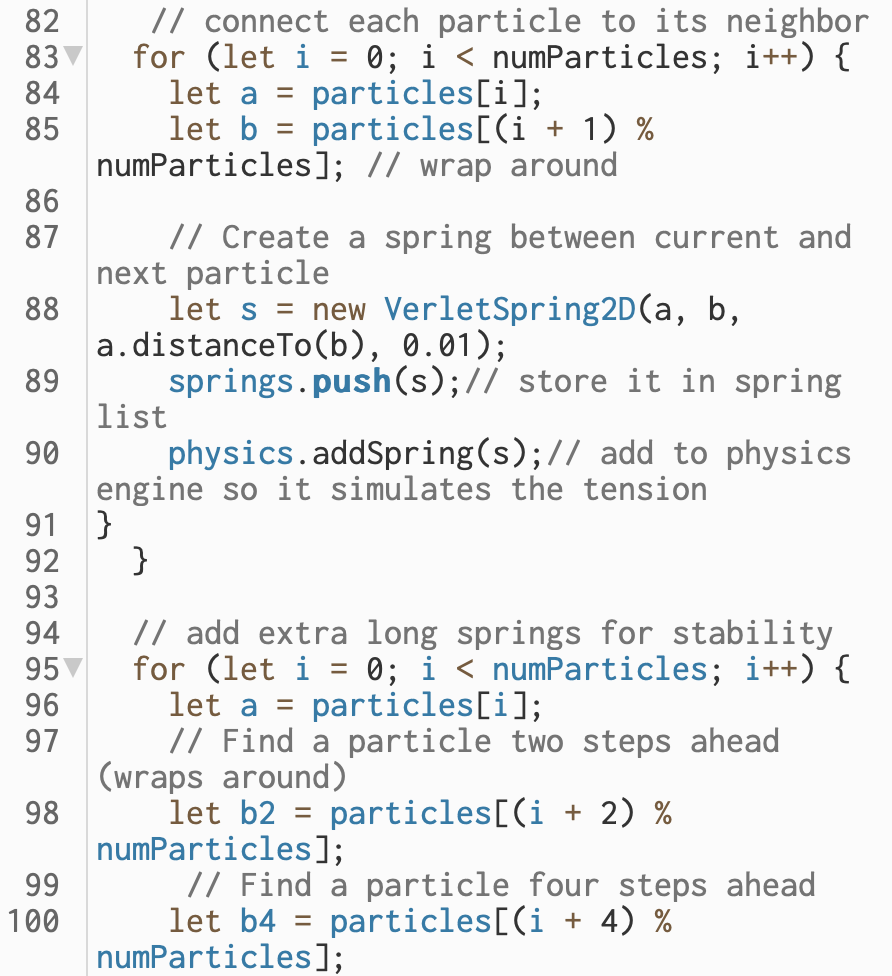 82 // connect each particle to its neighbor
83 for (let i = 0; i < numParticles; i++) {
84 let a = particles[i];
85 let b = particles[(i + 1) %
numParticles]; // wrap around
86
87 // Create a spring between current and
next particle
88 let s = new VerletSpring2D(a, b,
a.distanceTo(b), 0.01);
89 springs.push(s);// store it in spring
list
90 physics.addSpring(s);// add to physics
engine so it simulates the tension
91 }
92 }
93
94 // add extra long springs for stability
95 for (let i = 0; i < numParticles; i++) {
96 let a = particles[i];
97 // Find a particle two steps ahead
(wraps around)
98 let b2 = particles[(i + 2) %
numParticles];
99 // Find a particle four steps ahead
100 let b4 = particles[(i + 4) %
numParticles];